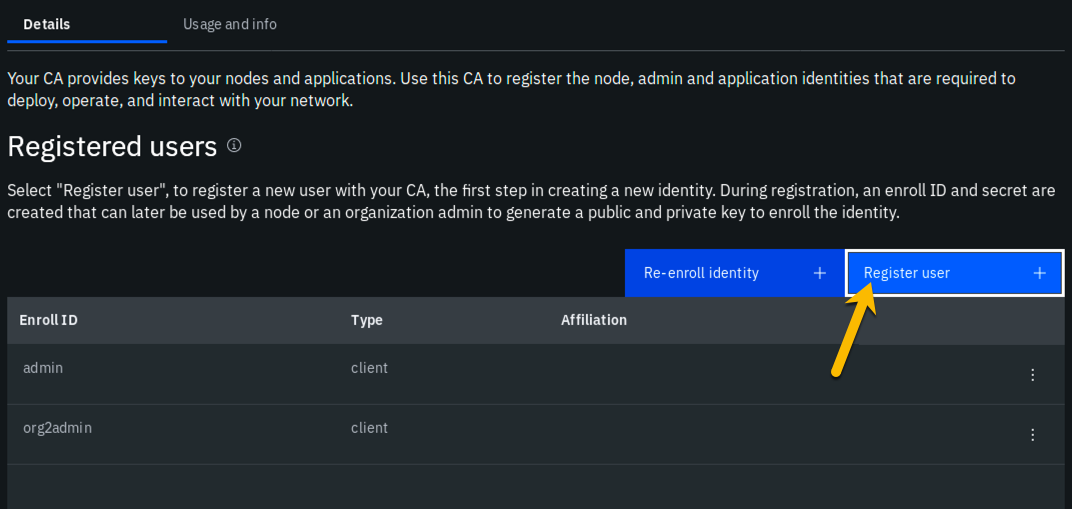 Details Usage and info
Your CA provides keys to your nodes and applications. Use this CA to register the node, admin and application identities that are required to
deploy, operate, and interact with your network.
Registered users
Select "Register user", to register a new user with your CA, the first step in creating a new identity. During registration, an enroll ID and secret are
created that can later be used by a node or an organization admin to generate a public and private key to enroll the identity.
Re-enroll identity + Register user +
Enroll ID Type Affiliation
admin client
org2admin client